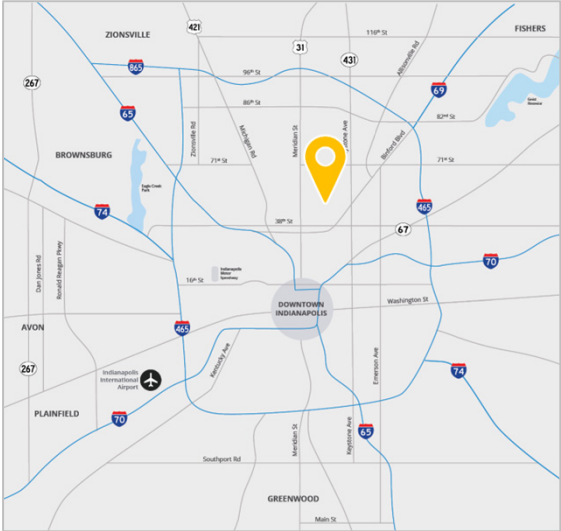 421
ZIONSVILLE
FISHERS
116th St
31
431
Allisonville Rd
865
96th St
267
69
86th St
65
82nd St
Geist
Reservoir
Zionsville Rd
Michigan Rd
Meridian St
Binford Blvd
BROWNSBURG
71st St
71st St
Eagle Creek
Park
74
465
38th St
67
Dan Jones Rd
Ronald Reagan Pkwy
70
Indianapolis
Motor
Speedway
16th St
DOWNTOWN
INDIANAPOLIS
Washington St
AVON
465
Kentucky Ave
Emerson Ave
267
Indianapolis
International
Airport
74
PLAINFIELD
70
Meridian St
Keystone Ave
65
Southport Rd
GREENWOOD
Main St